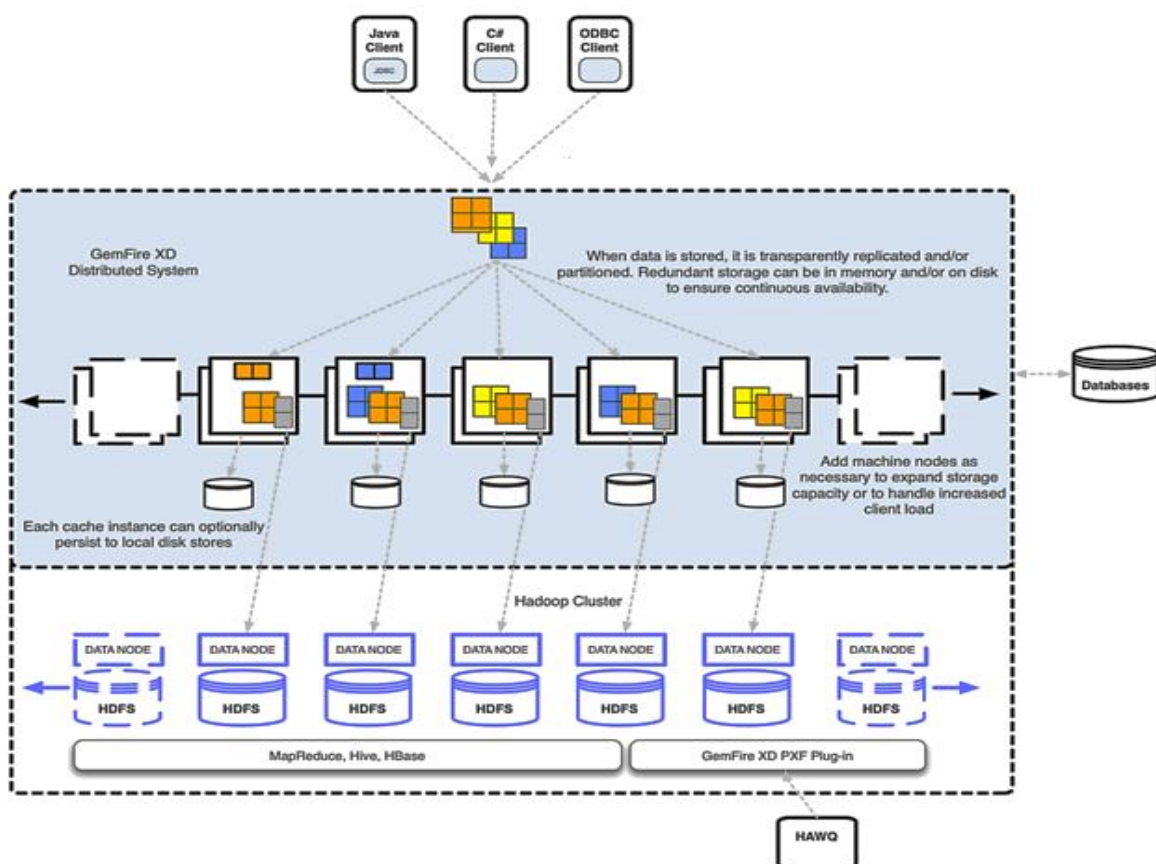 Java
Client
JDBC
C#
Client
ODBC
Client
GemFire XD
Distributed System
When data is stored, it is transparently replicated and/or
partitioned. Redundant storage can be in memory and/or on disk
to ensure continuous availability.
Databases
Add machine nodes as
necessary to expand storage
capacity or to handle increased
client load
Each cache instance can optionally
persist to local disk stores
Hadoop Cluster
DATA NODE
DATA NODE
DATA NODE
DATA NODE
DATA NODE
DATA NODE
DATA NODE
HDFS
HDFS
HDFS
HDFS
HDFS
HDFS
HDFS
MapReduce, Hive, HBase
GemFire XD PXF Plug-in
HAWQ